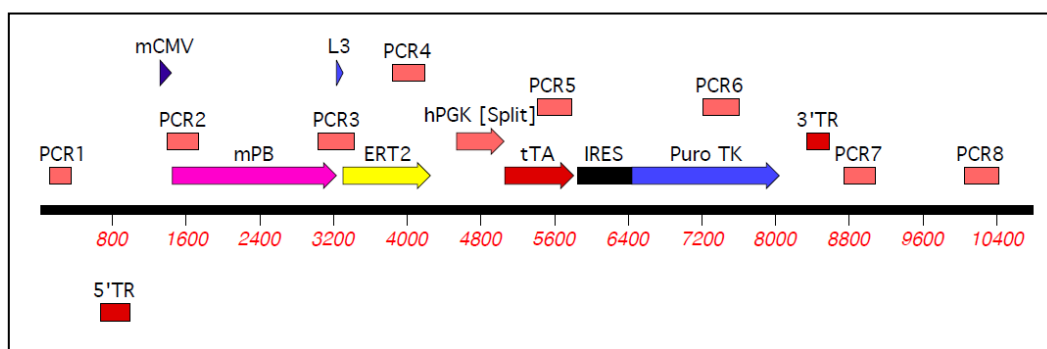 mCMV L3 PCR4
PCR5 PCR6
hPGK [Split]
PCR2 PCR3 3'TR
PCR1 mPB ERT2 tTA IRES Puro TK PCR7 PCR8
800 1600 2400 3200 4000 4800 5600 6400 7200 8000 8800 9600 10400
5'TR